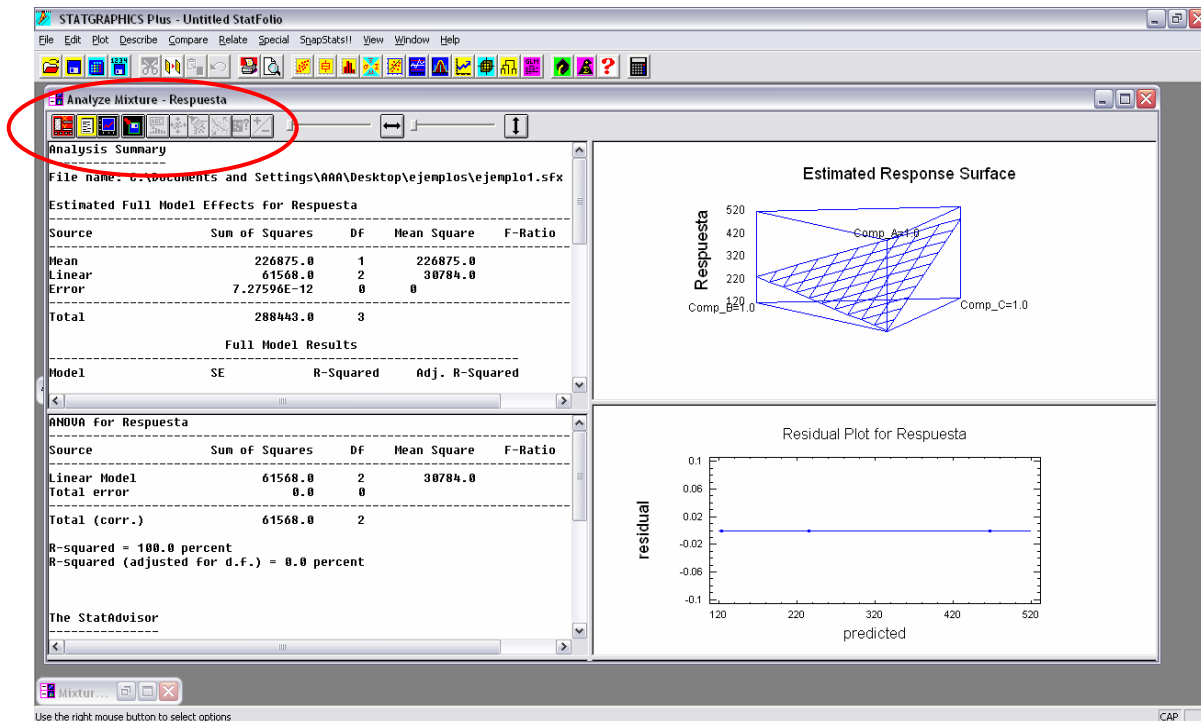 STATGRAPHICS Plus - Untitled StatFolio
File Edit Plot Describe Compare Relate Special SnapStats!! View Window Help
Analyze Mixture - Respuesta
Analysis Summary
---------------
File name: C:\Documents and Settings\AAA\Desktop\ejemplos\ejemplo1.sfx
Estimated Full Model Effects for Respuesta
Source Sum of Squares Df Mean Square F-Ratio
Mean 226875.0 1 226875.0
Linear 61568.0 2 30784.0
Error 7.27596E-12 0 0
Total 288443.0 3
Full Model Results
Model SE R-Squared Adj. R-Squared
ANOVA for Respuesta
Source Sum of Squares Df Mean Square F-Ratio
Linear Model 61568.0 2 30784.0
Total error 0.0 0
Total (corr.) 61568.0 2
R-squared = 100.0 percent
R-squared (adjusted for d.f.) = 0.0 percent
The StatAdvisor
---------------
Estimated Response Surface
Respuesta
520
420
320
220
120
Comp_A=1.0
Comp_B=1.0
Comp_C=1.0
Residual Plot for Respuesta
residual
0.1
0.06
0.02
-0.02
-0.06
-0.1
120 220 320 420 520
predicted
Mixtur...
Use the right mouse button to select options
CAP